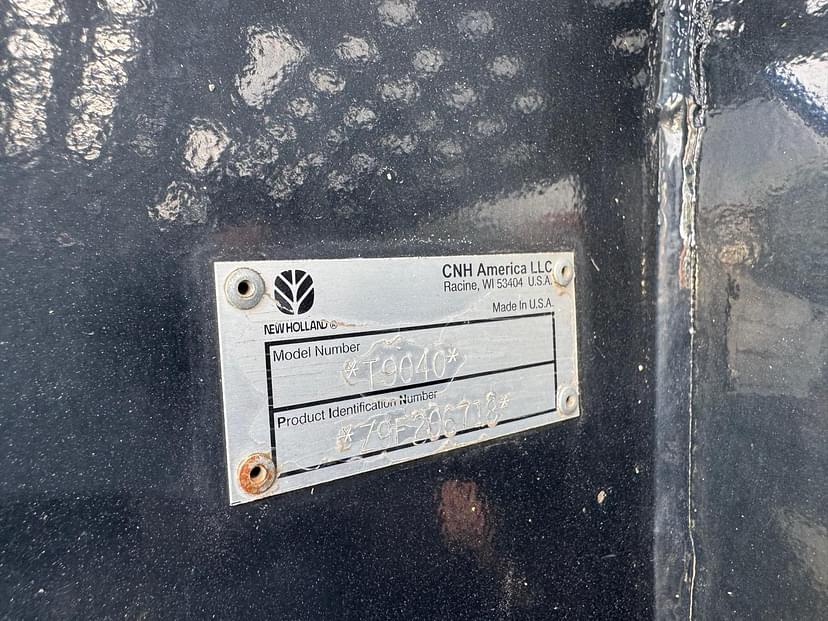 CNH America LLC
Racine, WI 53404 U.S.A.
Made In U.S.A.
NEW HOLLAND ®
Model Number
*T9040*
Product Identification Number